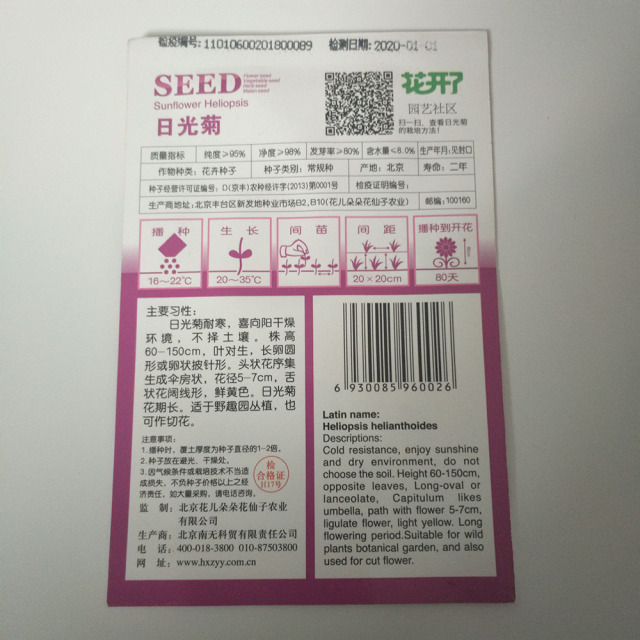 检疫编号:11010600201800089 检测日期:2020-01-01
SEED
Flower seed
Vegetable seed
Herb seed
Melon seed
Sunflower Heliopsis
日光菊
花开了
园艺社区
扫一扫,查看日光菊
的栽培方法!
质量指标 纯度≥95% 净度≥98% 发芽率≥80% 含水量≤8.0% 生产年月:见封口
作物种类:花卉种子 种子类别:常规种 产地:北京 寿命:二年
种子经营许可证编号:D(京丰)农种经许字(2013)第0001号 检疫证明编号:
生产商地址:北京丰台区新发地种业市场B2,B10(花儿朵朵花仙子农业) 邮编:100160
播种 生长 间苗 间距 播种到开花
16~22℃ 20~35℃ 20×20cm 80天
主要习性:
日光菊耐寒,喜向阳干燥
环境,不择土壤。株高
60-150cm,叶对生,长卵圆
形或卵状披针形。头状花序集
生成伞房状,花径5-7cm,舌
状花阔线形,鲜黄色。日光菊
花期长。适于野趣园丛植,也
可作切花。
注意事项:
1.播种时,覆土厚度为种子直径的1-2倍。
2.种子放在避光、干燥处。
3.因气候条件或栽培技术不当造
成损失,不负种子价格以上之经
济责任,如大量采购,请电话咨询。
检
合格证
H17号
监制:北京花儿朵朵花仙子农业
有限公司
生产商:北京南无科贸有限责任公司
电话:400-018-3800 010-87503800
网址:www.hxzyy.com.cn
6 930085 960026
Latin name:
Heliopsis helianthoides
Descriptions:
Cold resistance, enjoy sunshine
and dry environment, do not
choose the soil. Height 60-150cm,
opposite leaves, Long-oval or
lanceolate, Capitulum likes
umbella, path with flower 5-7cm,
ligulate flower, light yellow. Long
flowering period.Suitable for wild
plants botanical garden, and also
used for cut flower.